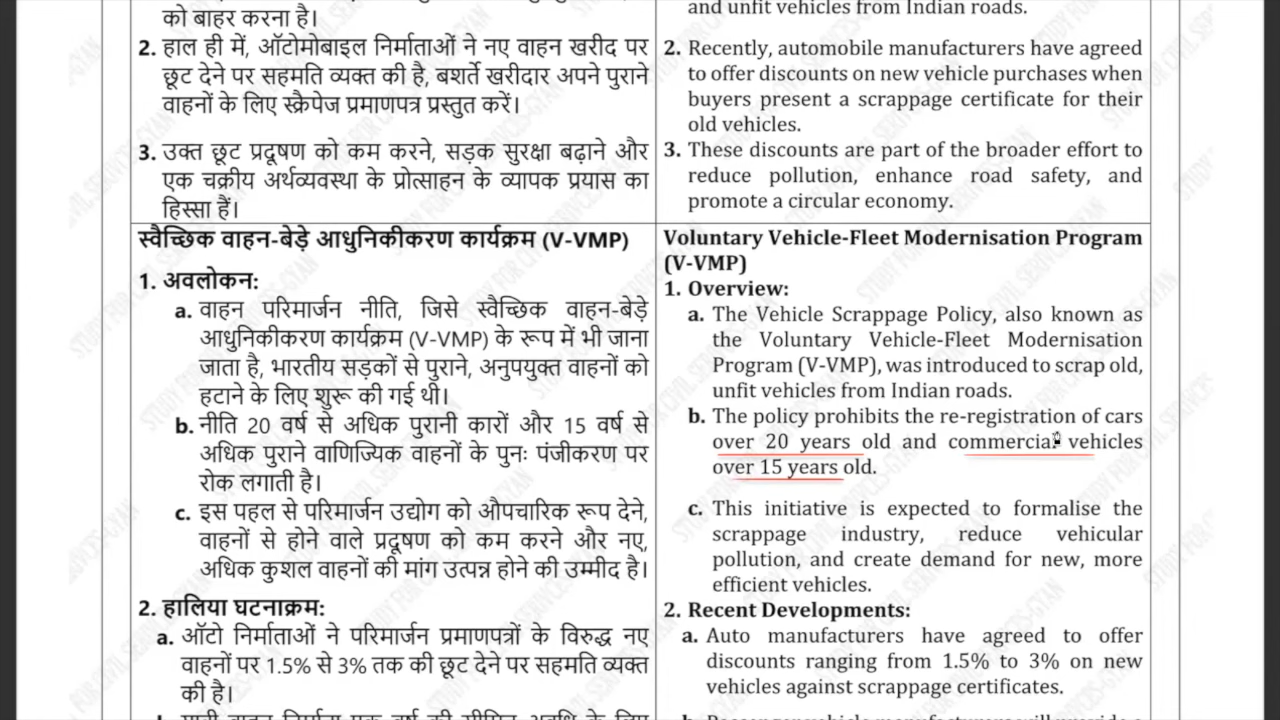 को बाहर करना है।
2. हाल ही में, ऑटोमोबाइल निर्माताओं ने नए वाहन खरीद पर
छूट देने पर सहमति व्यक्त की है, बशर्ते खरीदार अपने पुराने
वाहनों के लिए स्क्रैपेज प्रमाणपत्र प्रस्तुत करें।
3. उक्त छूट प्रदूषण को कम करने, सड़क सुरक्षा बढ़ाने और
एक चक्रीय अर्थव्यवस्था के प्रोत्साहन के व्यापक प्रयास का
हिस्सा हैं।
and unfit vehicles from Indian roads.
2. Recently, automobile manufacturers have agreed
to offer discounts on new vehicle purchases when
buyers present a scrappage certificate for their
old vehicles.
3. These discounts are part of the broader effort to
reduce pollution, enhance road safety, and
promote a circular economy.
स्वैच्छिक वाहन-बेड़े आधुनिकीकरण कार्यक्रम (V-VMP)
1. अवलोकन:
a. वाहन परिमार्जन नीति, जिसे स्वैच्छिक वाहन-बेड़े
आधुनिकीकरण कार्यक्रम (V-VMP) के रूप में भी जाना
जाता है, भारतीय सड़कों से पुराने, अनुपयुक्त वाहनों को
हटाने के लिए शुरू की गई थी।
b. नीति 20 वर्ष से अधिक पुरानी कारों और 15 वर्ष से
अधिक पुराने वाणिज्यिक वाहनों के पुनः पंजीकरण पर
रोक लगाती है।
c. इस पहल से परिमार्जन उद्योग को औपचारिक रूप देने,
वाहनों से होने वाले प्रदूषण को कम करने और नए,
अधिक कुशल वाहनों की मांग उत्पन्न होने की उम्मीद है।
2. हालिया घटनाक्रम:
a. ऑटो निर्माताओं ने परिमार्जन प्रमाणपत्रों के विरुद्ध नए
वाहनों पर 1.5% से 3% तक की छूट देने पर सहमति व्यक्त
की है।
Voluntary Vehicle-Fleet Modernisation Program
(V-VMP)
1. Overview:
a. The Vehicle Scrappage Policy, also known as
the Voluntary Vehicle-Fleet Modernisation
Program (V-VMP), was introduced to scrap old,
unfit vehicles from Indian roads.
b. The policy prohibits the re-registration of cars
over 20 years old and commercial vehicles
over 15 years old.
c. This initiative is expected to formalise the
scrappage industry, reduce vehicular
pollution, and create demand for new, more
efficient vehicles.
2. Recent Developments:
a. Auto manufacturers have agreed to offer
discounts ranging from 1.5% to 3% on new
vehicles against scrappage certificates.